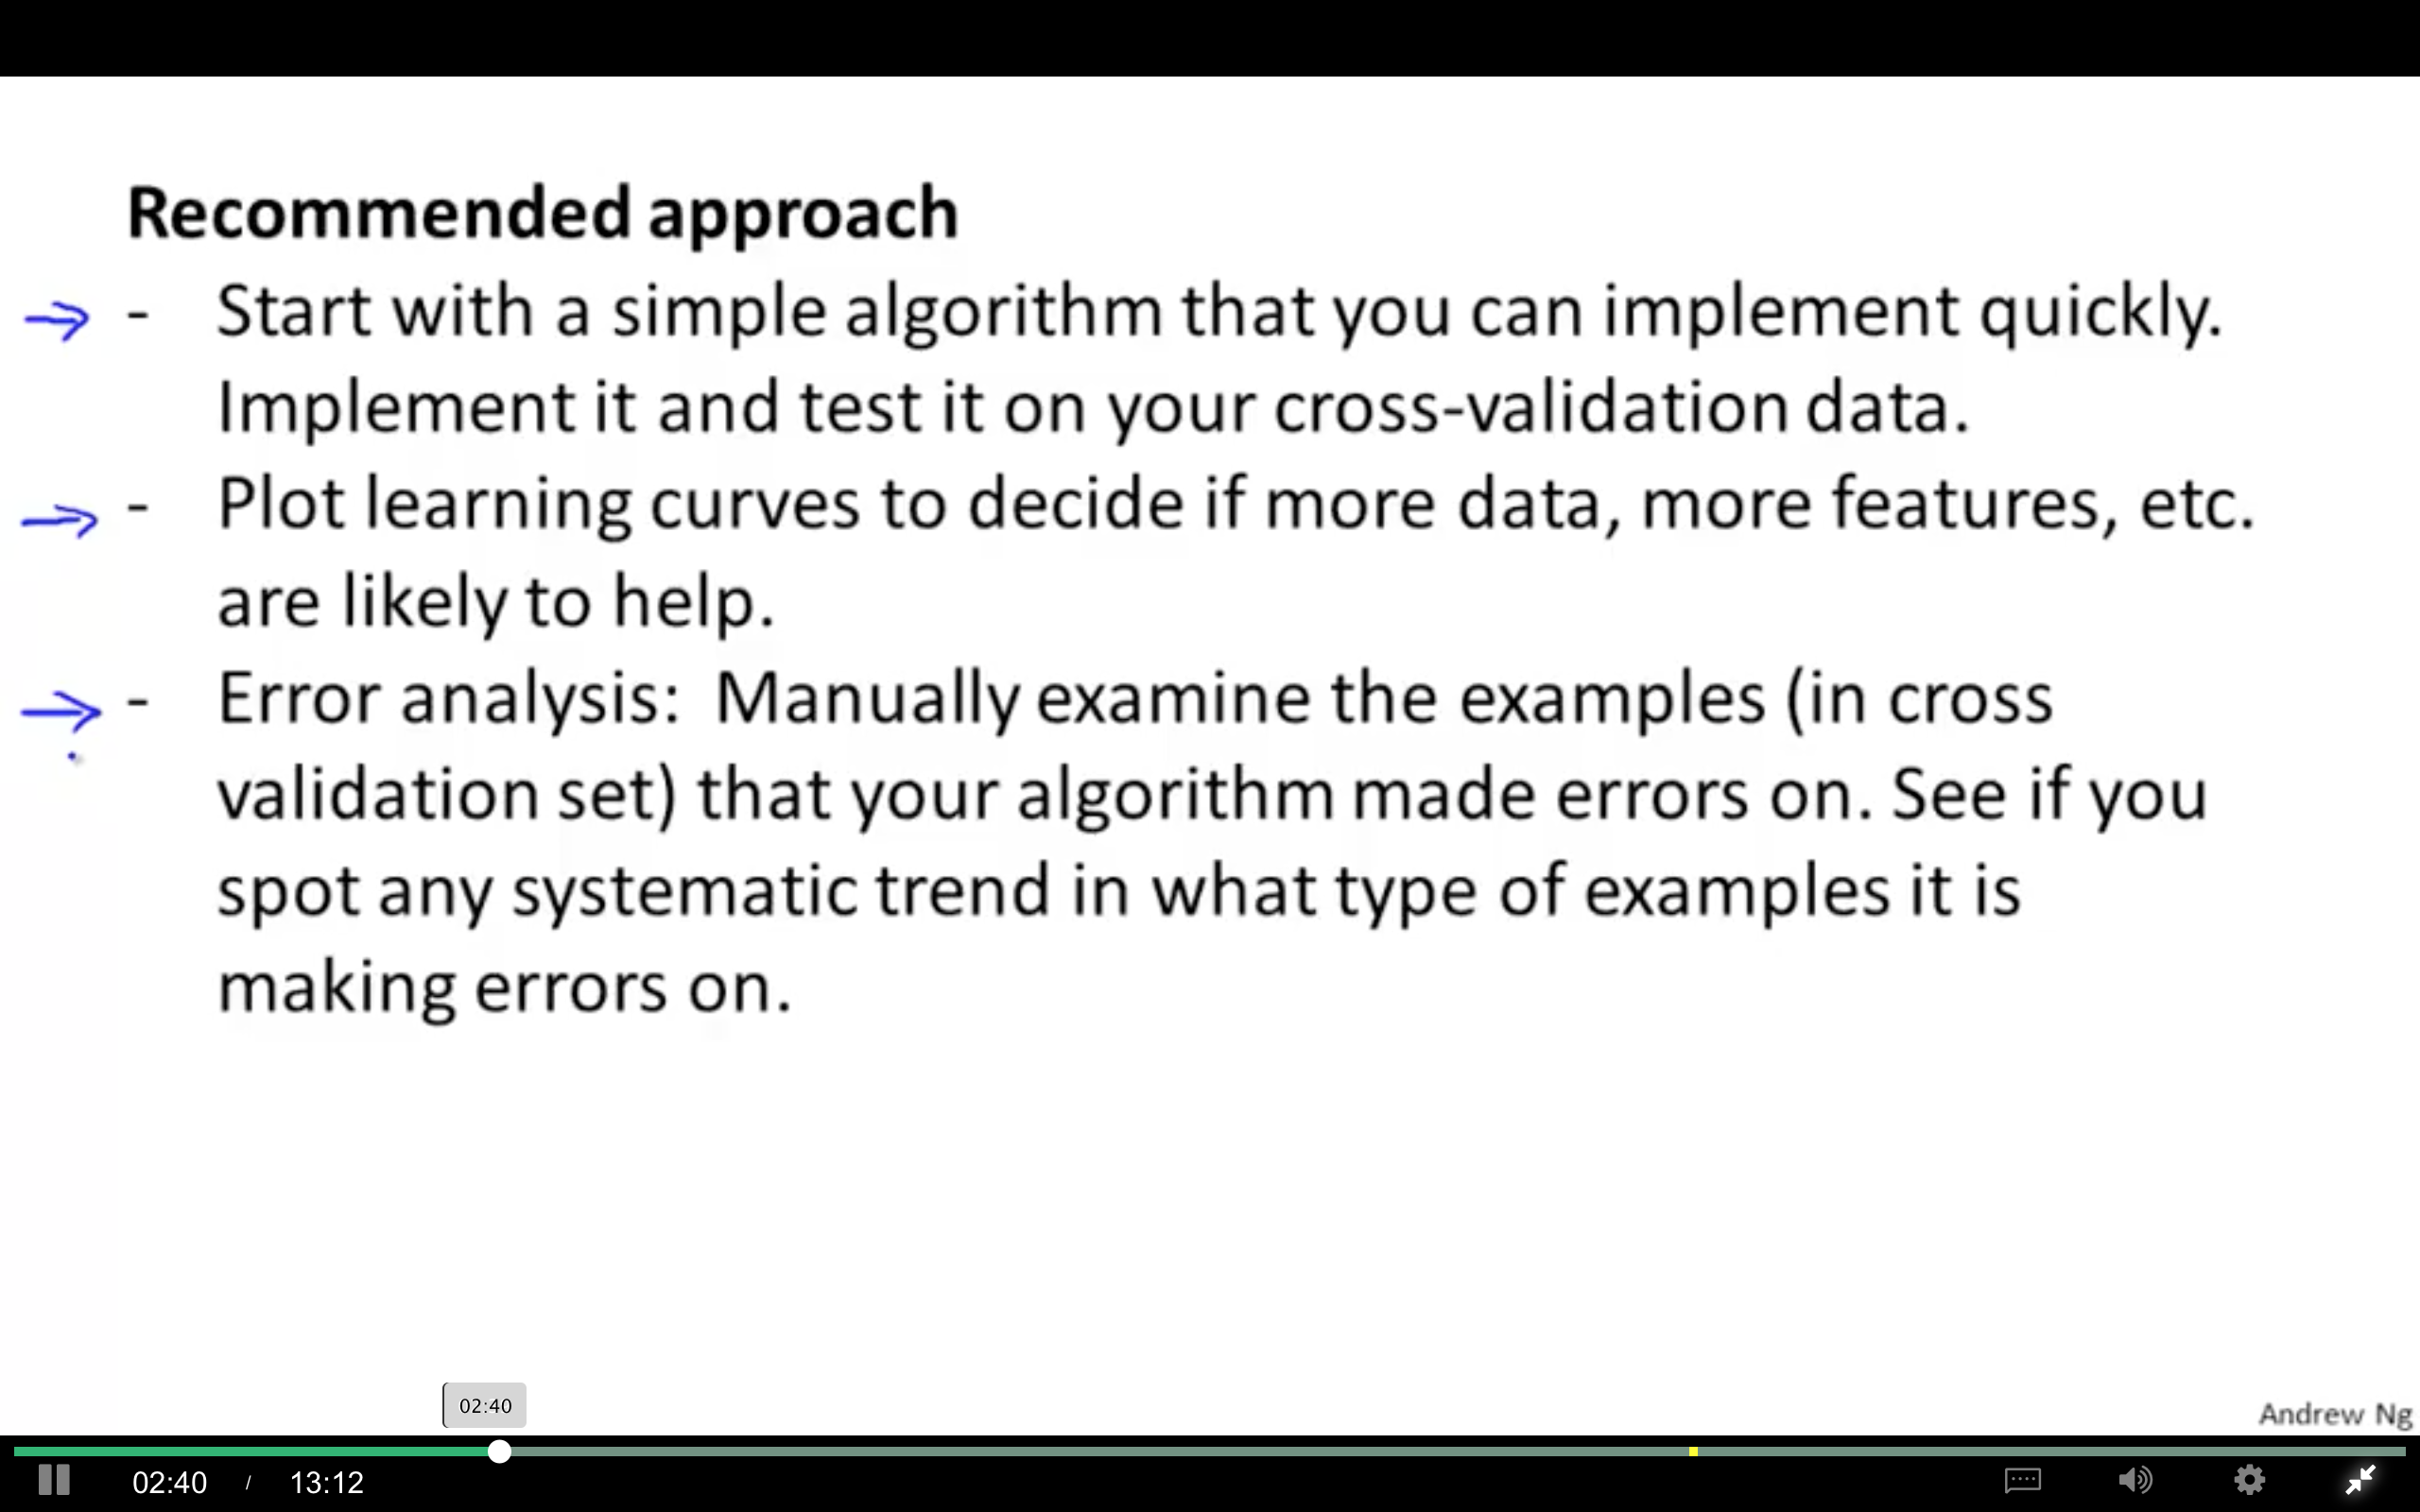 Recommended approach
- Start with a simple algorithm that you can implement quickly.
Implement it and test it on your cross-validation data.
- Plot learning curves to decide if more data, more features, etc.
are likely to help.
- Error analysis: Manually examine the examples (in cross
validation set) that your algorithm made errors on. See if you
spot any systematic trend in what type of examples it is
making errors on.
02:40
Andrew Ng
02:40 / 13:12